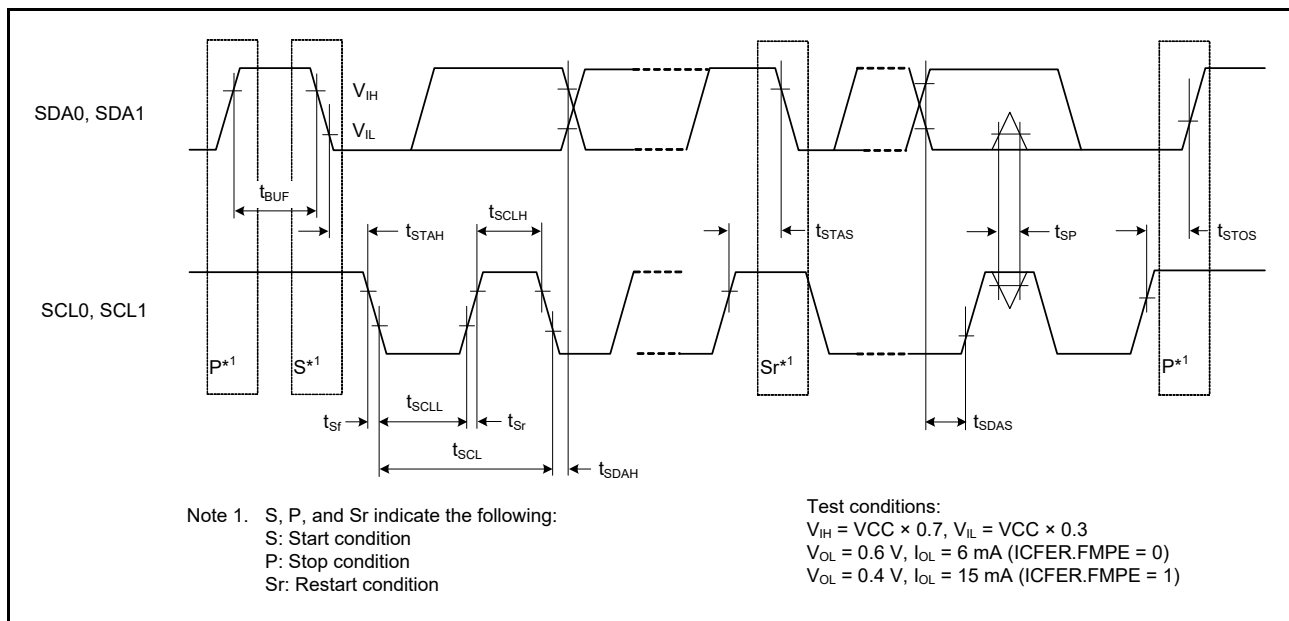 SDA0, SDA1
V_IH
V_IL
t_BUF
t_SCLH
t_STAH
t_STAS
t_SP
t_STOS
SCL0, SCL1
P*1
S*1
Sr*1
P*1
t_Sf
t_SCLL
t_Sr
t_SDAS
t_SCL
t_SDAH
Note 1. S, P, and Sr indicate the following:
S: Start condition
P: Stop condition
Sr: Restart condition
Test conditions:
V_IH = VCC × 0.7, V_IL = VCC × 0.3
V_OL = 0.6 V, I_OL = 6 mA (ICFER.FMPE = 0)
V_OL = 0.4 V, I_OL = 15 mA (ICFER.FMPE = 1)